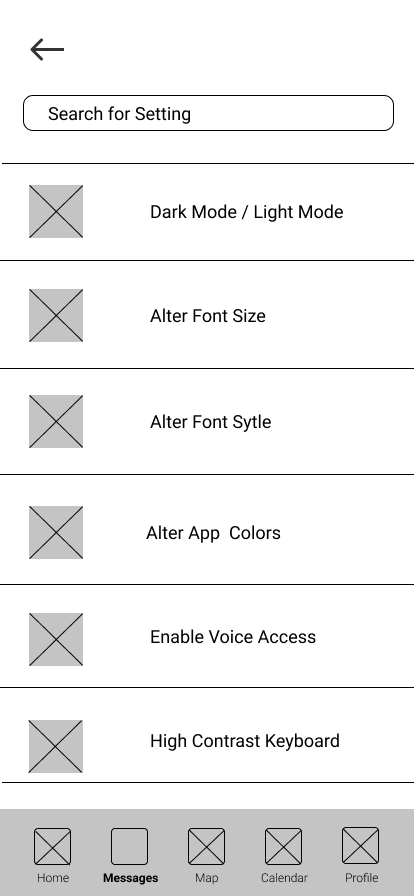 Search for Setting
Dark Mode / Light Mode
Alter Font Size
Alter Font Sytle
Alter App  Colors
Enable Voice Access
High Contrast Keyboard
Home Messages Map Calendar Profile